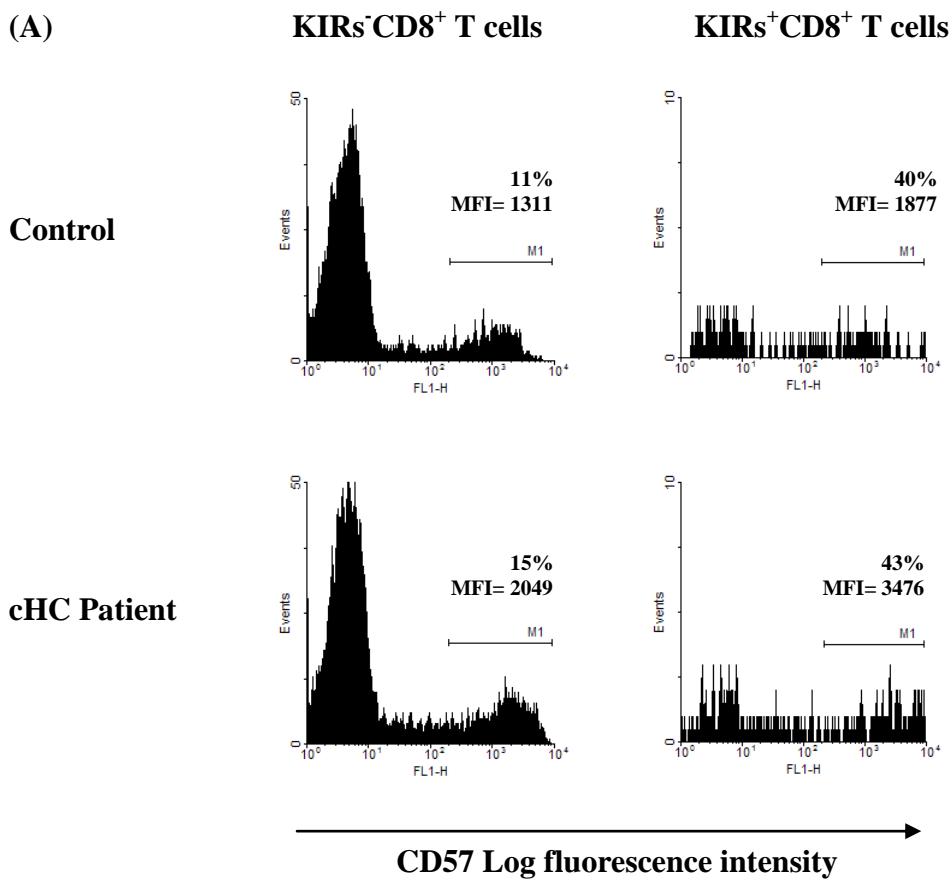 (A) KIRs⁻CD8⁺ T cells KIRs⁺CD8⁺ T cells
Control
50
11%
MFI= 1311
M1
Events
0
10⁰ 10¹ 10² 10³ 10⁴
FL1-H
10
40%
MFI= 1877
M1
Events
0
10⁰ 10¹ 10² 10³ 10⁴
FL1-H
cHC Patient
50
15%
MFI= 2049
M1
Events
0
10⁰ 10¹ 10² 10³ 10⁴
FL1-H
10
43%
MFI= 3476
M1
Events
0
10⁰ 10¹ 10² 10³ 10⁴
FL1-H
CD57 Log fluorescence intensity